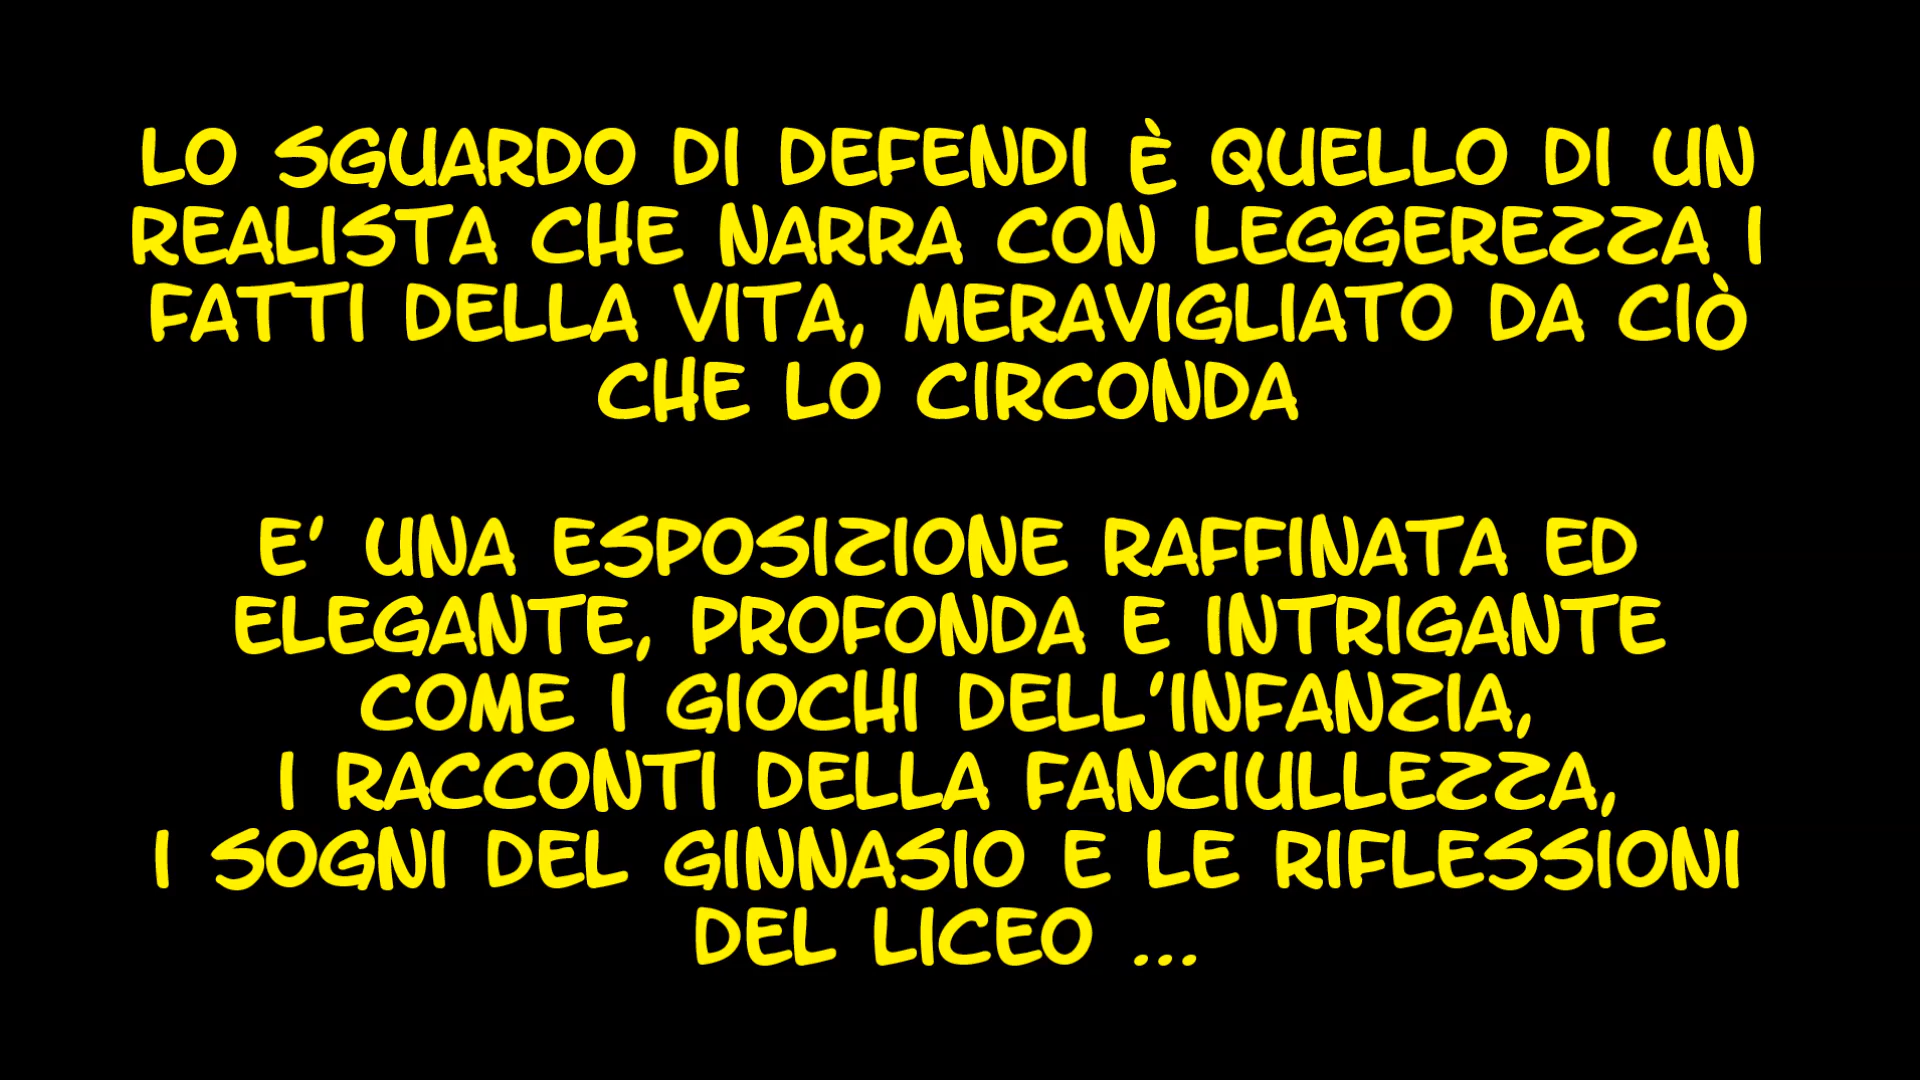 LO SGUARDO DI DEFENDI È QUELLO DI UN
REALISTA CHE NARRA CON LEGGEREZZA I
FATTI DELLA VITA, MERAVIGLIATO DA CIÒ
CHE LO CIRCONDA
E' UNA ESPOSIZIONE RAFFINATA ED
ELEGANTE, PROFONDA E INTRIGANTE
COME I GIOCHI DELL'INFANZIA,
I RACCONTI DELLA FANCIULLEZZA,
I SOGNI DEL GINNASIO E LE RIFLESSIONI
DEL LICEO ...